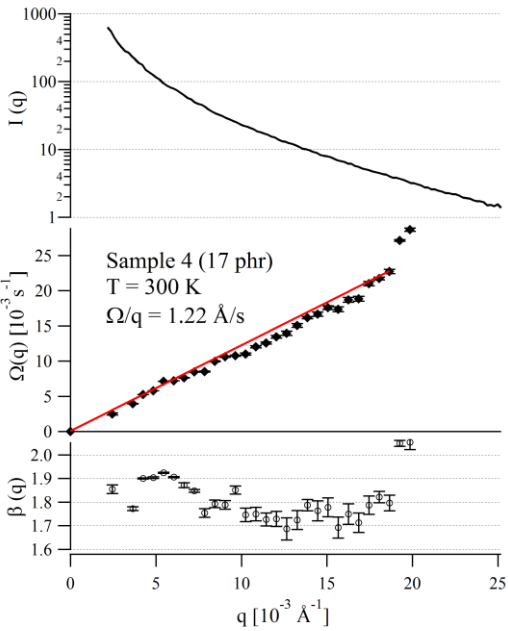 1000
4
2
100
4
2
10
4
2
1
I (q)
25
20
15
10
5
0
Ω(q) [10⁻³ s⁻¹]
Sample 4 (17 phr)
T = 300 K
Ω/q = 1.22 Å/s
2.0
1.9
1.8
1.7
1.6
β (q)
0 5 10 15 20 25
q [10⁻³ Å⁻¹]